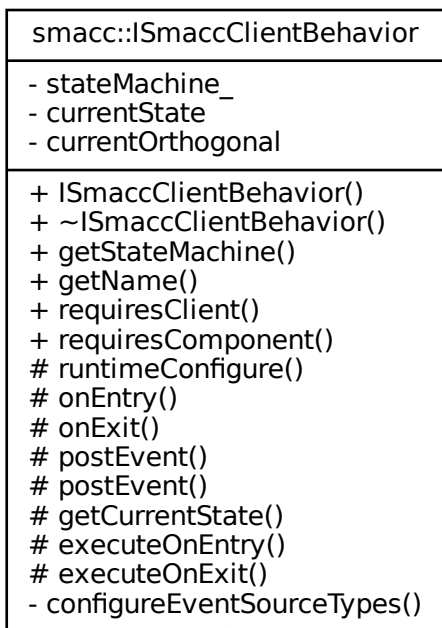 smacc::ISmaccClientBehavior
- stateMachine_
- currentState
- currentOrthogonal
+ ISmaccClientBehavior()
+ ~ISmaccClientBehavior()
+ getStateMachine()
+ getName()
+ requiresClient()
+ requiresComponent()
# runtimeConfigure()
# onEntry()
# onExit()
# postEvent()
# postEvent()
# getCurrentState()
# executeOnEntry()
# executeOnExit()
- configureEventSourceTypes()